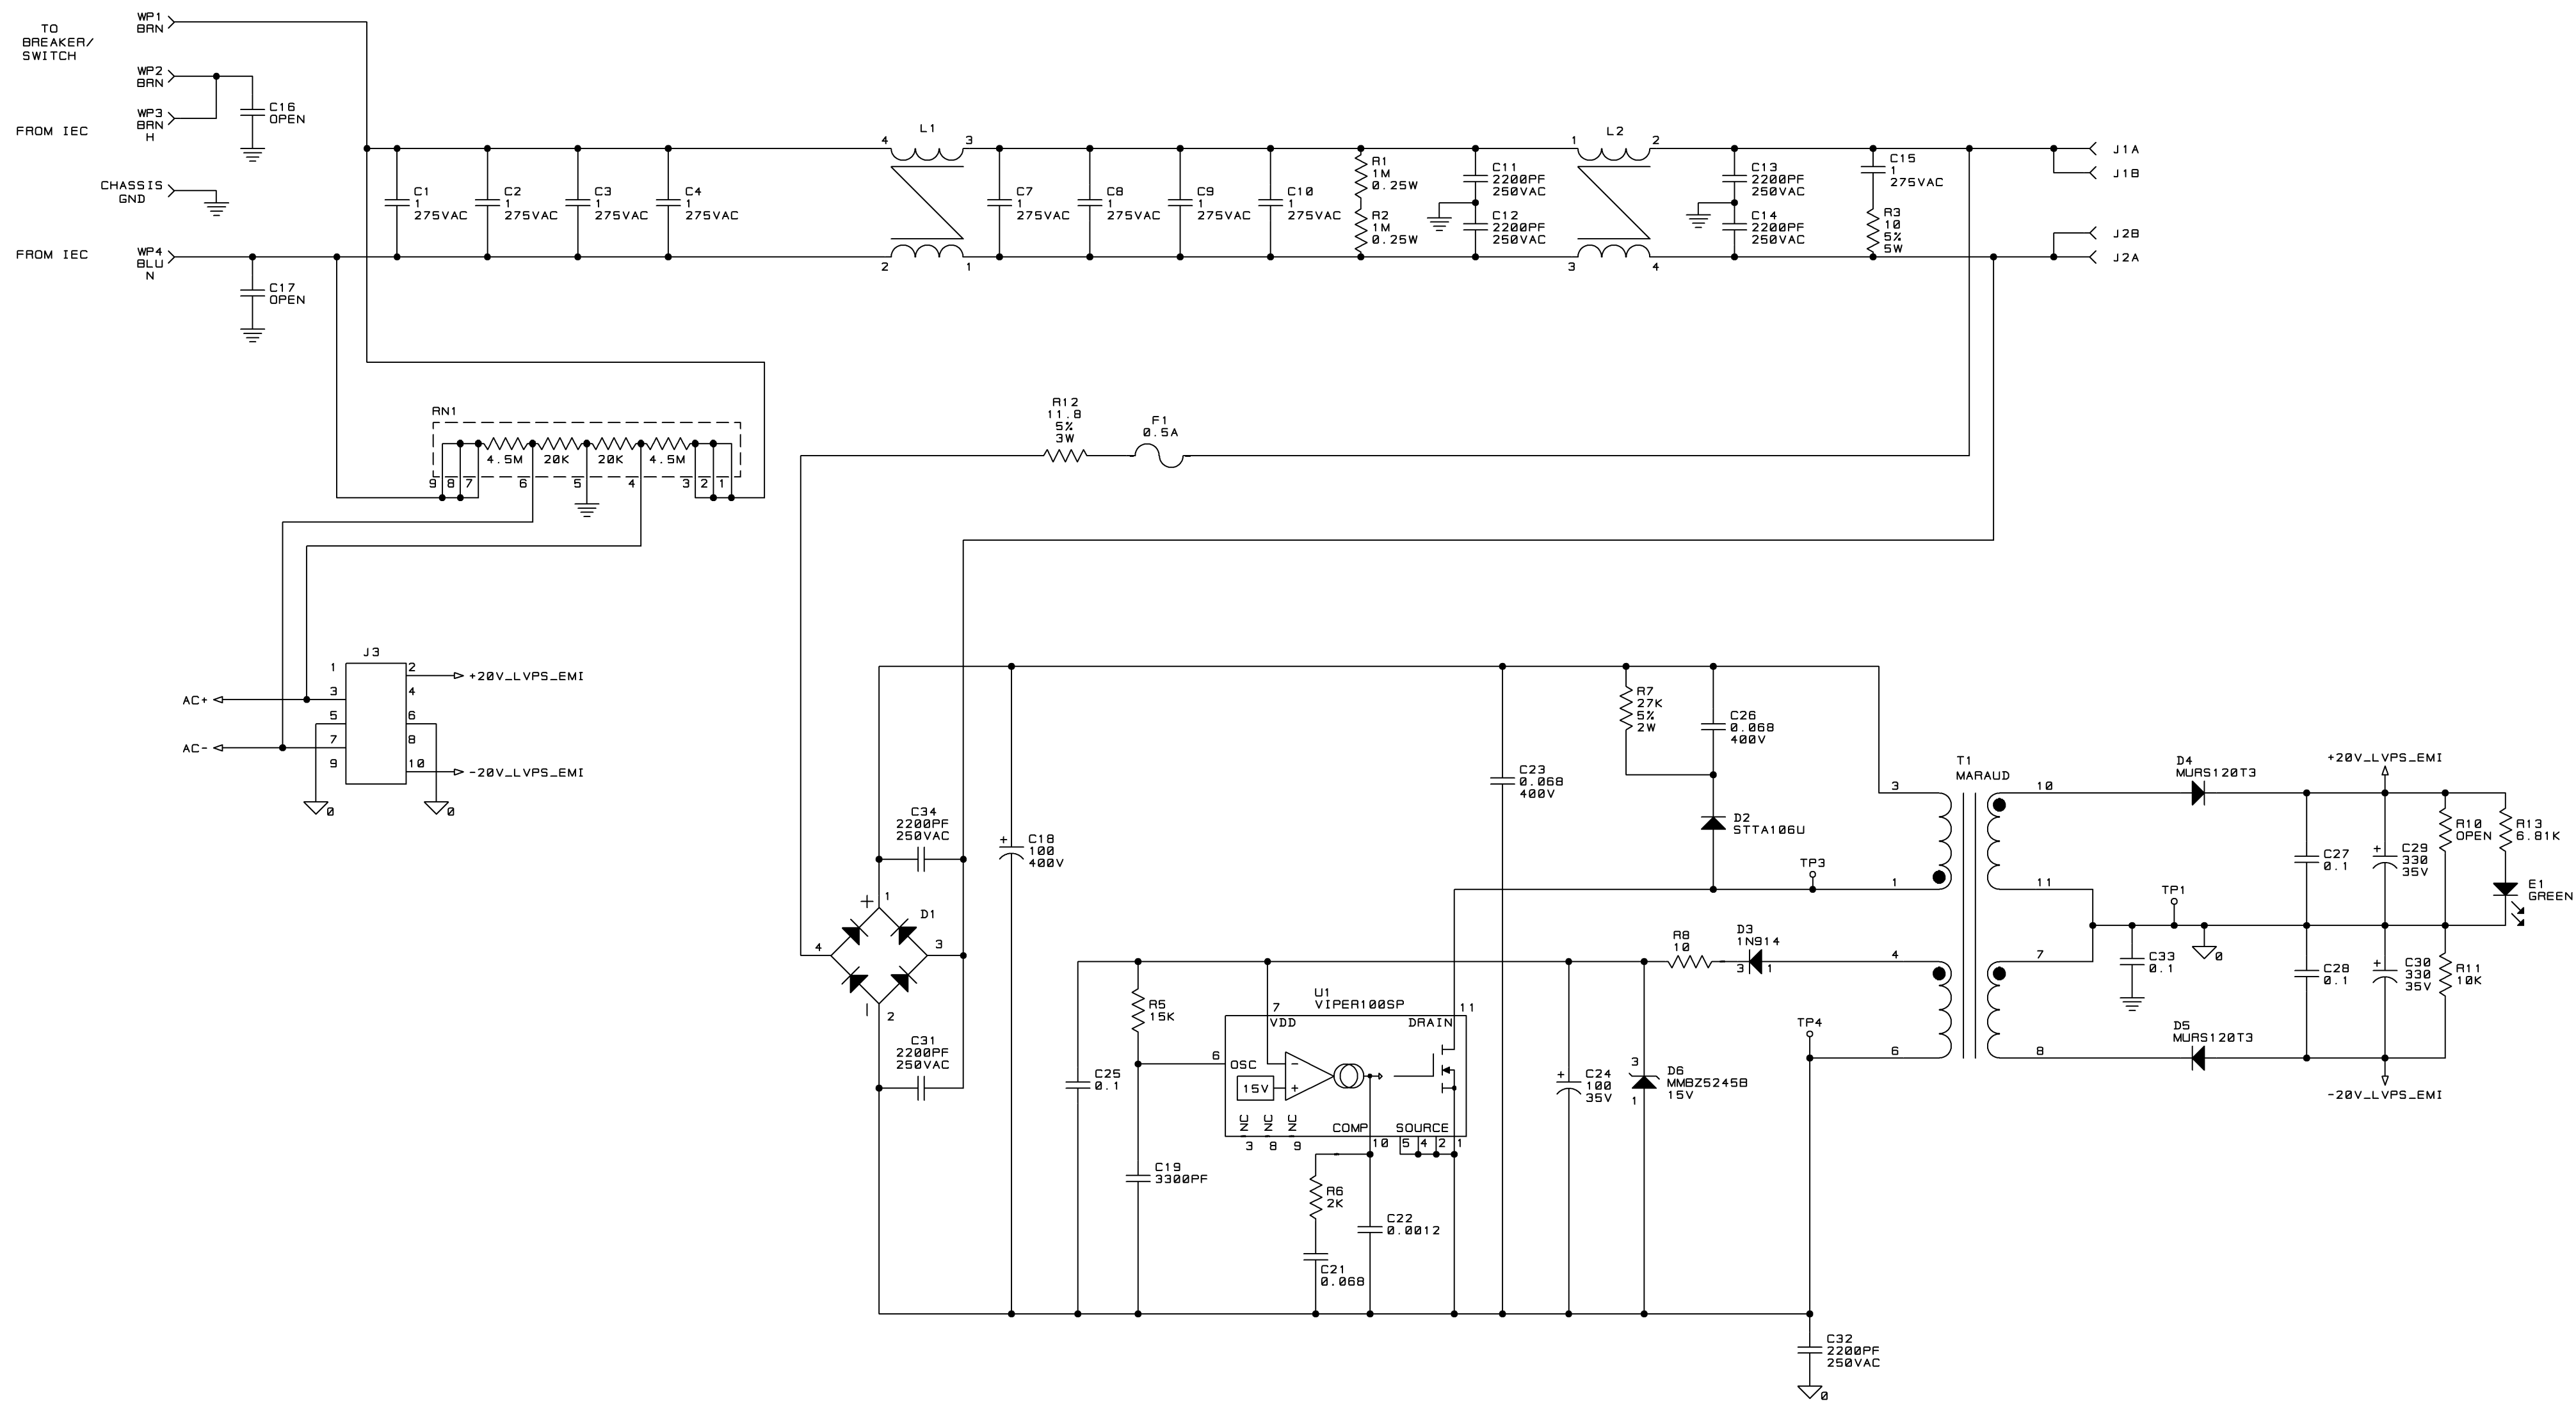 TO
BREAKER/
SWITCH
WP1
BRN
WP2
BRN
WP3
BRN
H
FROM IEC
C16
OPEN
CHASSIS
GND
FROM IEC
WP4
BLU
N
C17
OPEN
C1
1
275VAC
C2
1
275VAC
C3
1
275VAC
C4
1
275VAC
L1
4
3
2
1
C7
1
275VAC
C8
1
275VAC
C9
1
275VAC
C10
1
275VAC
R1
1M
0.25W
R2
1M
0.25W
C11
2200PF
250VAC
C12
2200PF
250VAC
L2
1
2
3
4
C13
2200PF
250VAC
C14
2200PF
250VAC
C15
1
275VAC
R3
10
5%
5W
J1A
J1B
J2B
J2A
RN1
4.5M
20K
20K
4.5M
9
8
7
6
5
4
3
2
1
R12
11.8
5%
3W
F1
0.5A
J3
1
3
5
7
9
2
4
6
8
10
AC+
AC-
+20V_LVPS_EMI
-20V_LVPS_EMI
0
0
C34
2200PF
250VAC
C18
100
400V
+
D1
+
1
4
3
2
C31
2200PF
250VAC
C25
0.1
R5
15K
C19
3300PF
U1
VIPER100SP
7
VDD
DRAIN
11
6
OSC
15V
-
+
NC
NC
NC
3
8
9
COMP
10
SOURCE
5
4
2
1
R6
2K
C21
0.068
C22
0.0012
C23
0.068
400V
R7
27K
5%
2W
C26
0.068
400V
D2
STTA106U
TP3
R8
10
D3
1N914
3
1
+
C24
100
35V
3
1
D6
MMBZ5245B
15V
TP4
C32
2200PF
250VAC
0
T1
MARAUD
3
1
4
6
10
11
7
8
D4
MURS120T3
+20V_LVPS_EMI
C27
0.1
+
C29
330
35V
R10
OPEN
R13
6.81K
E1
GREEN
TP1
C33
0.1
0
C28
0.1
+
C30
330
35V
R11
10K
D5
MURS120T3
-20V_LVPS_EMI